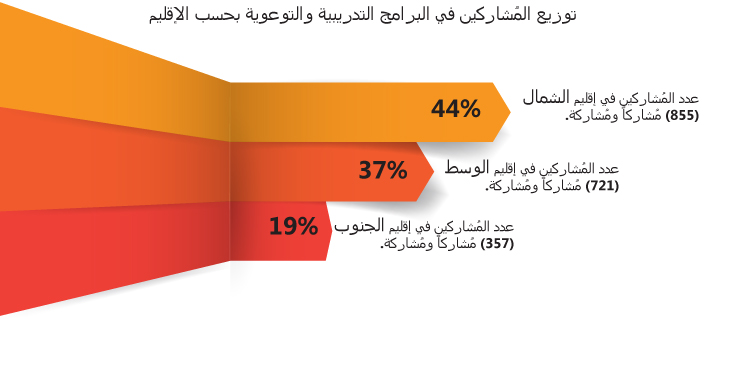 توزيع المُشاركين في البرامج التدريبية والتوعوية بحسب الإقليم
44%
عدد المُشاركين في إقليم الشمال
(855) مُشاركاً ومُشاركة.
37%
عدد المُشاركين في إقليم الوسط
(721) مُشاركاً ومُشاركة.
19%
عدد المُشاركين في إقليم الجنوب
(357) مُشاركاً ومُشاركة.